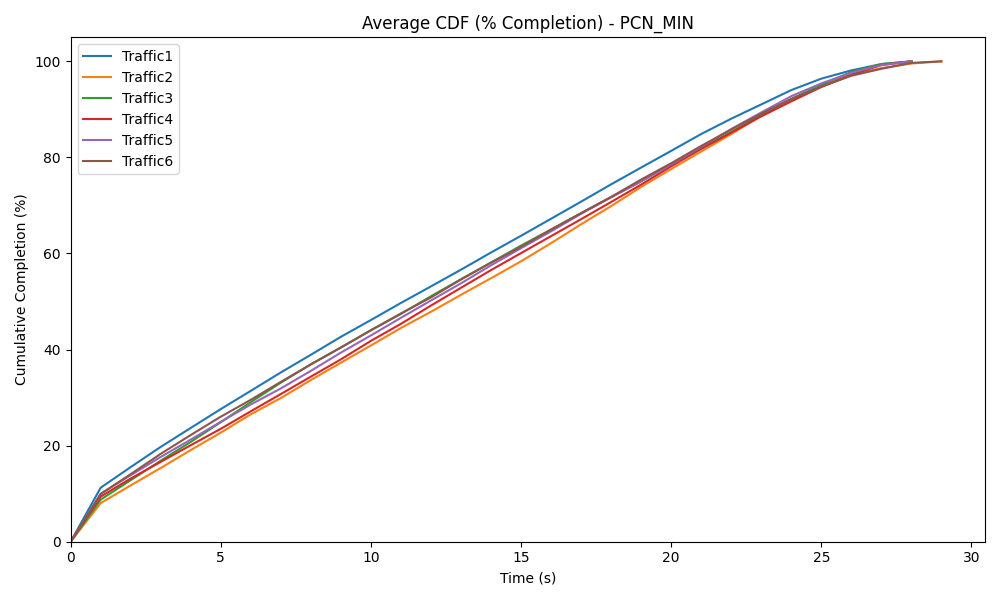 Average CDF (% Completion) - PCN_MIN
Traffic1
Traffic2
Traffic3
Traffic4
Traffic5
Traffic6
Cumulative Completion (%)
100
80
60
40
20
0
0 5 10 15 20 25 30
Time (s)